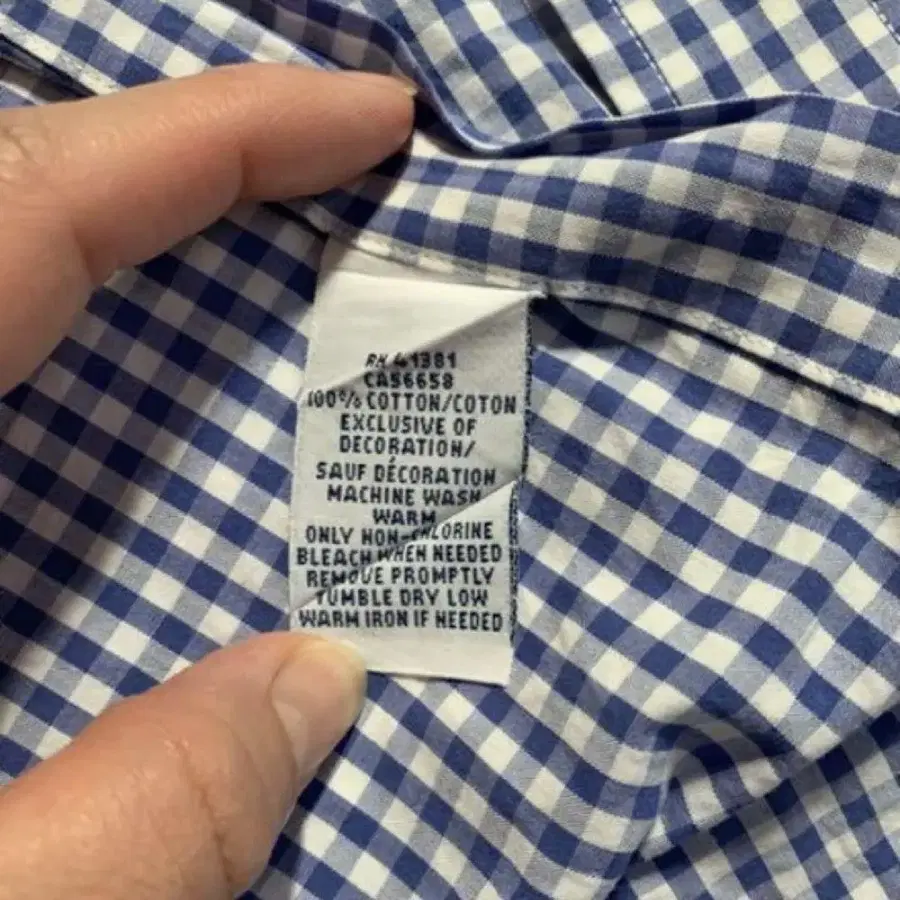 RN 41381
CA56658
100% COTTON/COTON
EXCLUSIVE OF
DECORATION/
SAUF DÉCORATION
MACHINE WASH
WARM
ONLY NON-CHLORINE
BLEACH WHEN NEEDED
REMOVE PROMPTLY
TUMBLE DRY LOW
WARM IRON IF NEEDED